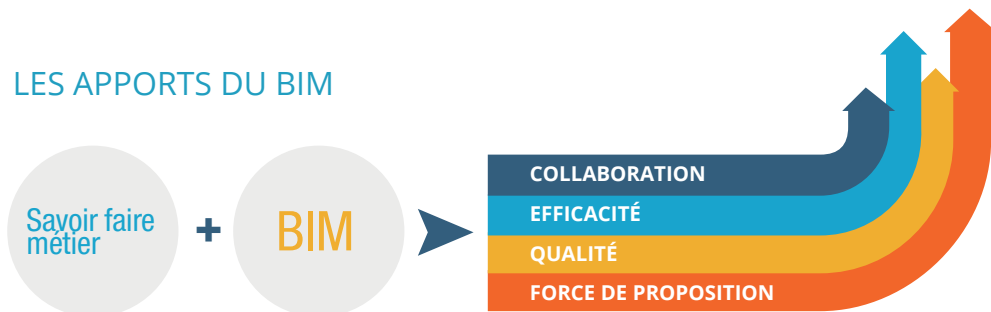 LES APPORTS DU BIM
Savoir faire
métier
+
BIM
COLLABORATION
EFFICACITÉ
QUALITÉ
FORCE DE PROPOSITION